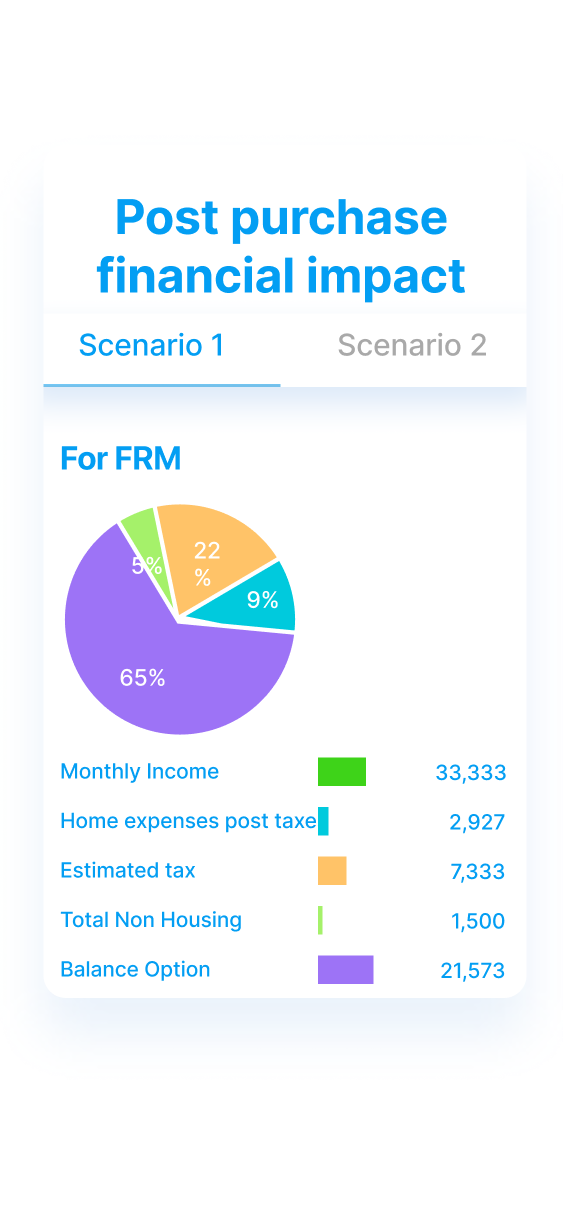 Post purchase
financial impact
Scenario 1
Scenario 2
For FRM
5%
22
%
9%
65%
Monthly Income 33,333
Home expenses post taxe 2,927
Estimated tax 7,333
Total Non Housing 1,500
Balance Option 21,573